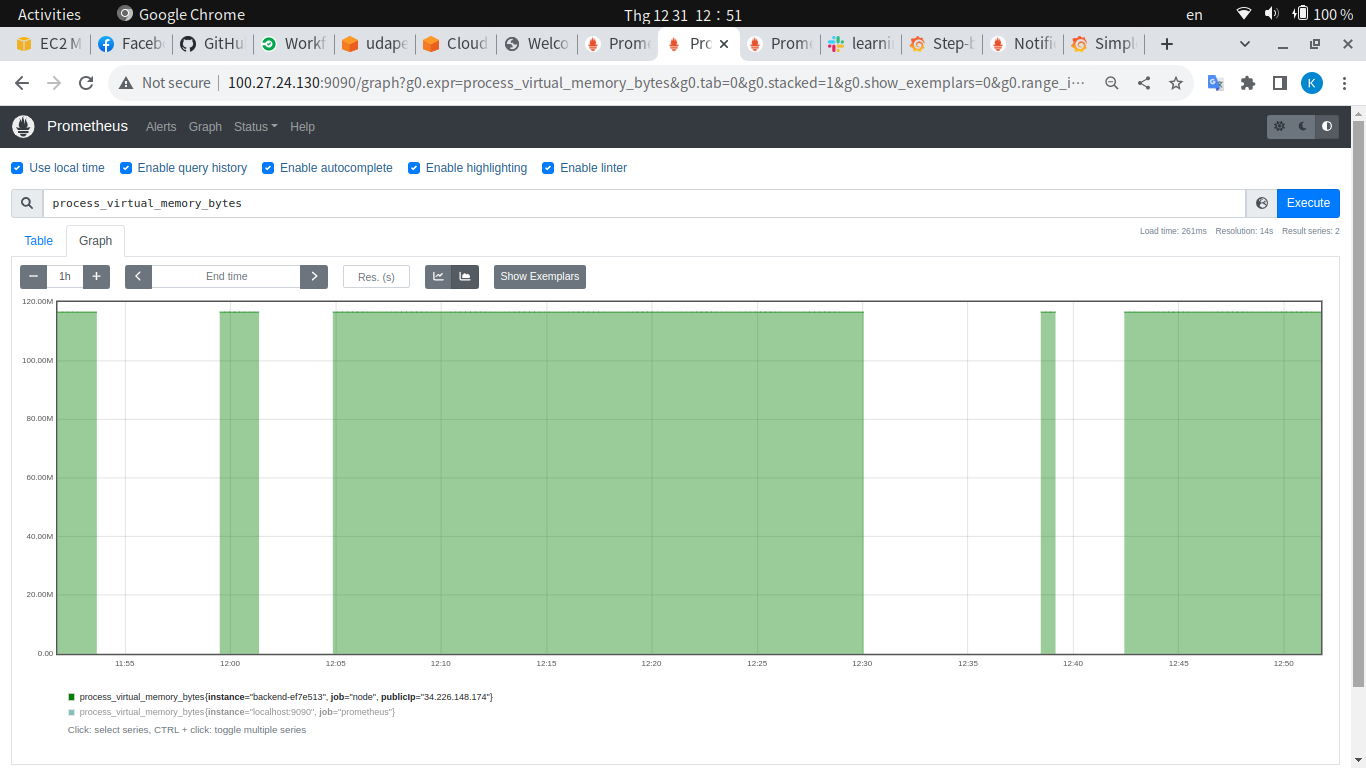 Activities Google Chrome Thg 12 31 12:51 en 100 %
EC2 M Faceb GitHu Workf udape Cloud Welco Prome Pro Prome learnin Step-b Notifi Simpl
Not secure 100.27.24.130:9090/graph?g0.expr=process_virtual_memory_bytes&g0.tab=0&g0.stacked=1&g0.show_exemplars=0&g0.range_i… K
Prometheus Alerts Graph Status Help
Use local time Enable query history Enable autocomplete Enable highlighting Enable linter
process_virtual_memory_bytes Execute
Table Graph Load time: 261ms Resolution: 14s Result series: 2
1h End time Res. (s) Show Exemplars
120.00M
100.00M
80.00M
60.00M
40.00M
20.00M
0.00
11:55 12:00 12:05 12:10 12:15 12:20 12:25 12:30 12:35 12:40 12:45 12:50
process_virtual_memory_bytes{instance="backend-ef7e513", job="node", publicIp="34.226.148.174"}
process_virtual_memory_bytes{instance="localhost:9090", job="prometheus"}
Click: select series, CTRL + click: toggle multiple series